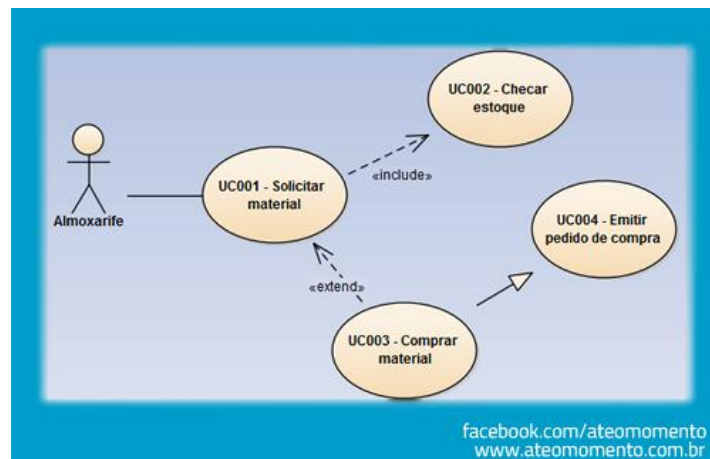 UC002 - Checar
estoque
UC001 - Solicitar
material
«include»
Almoxarife
UC004 - Emitir
pedido de compra
«extend»
UC003 - Comprar
material
facebook.com/ateomomento
www.ateomomento.com.br